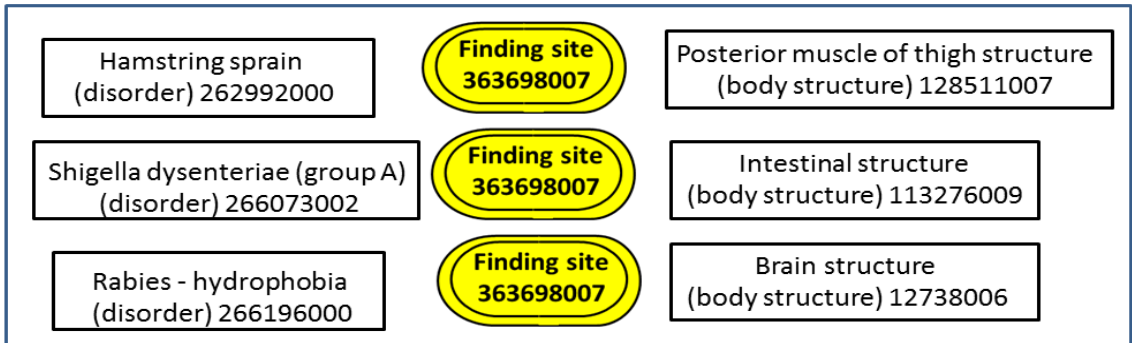 Hamstring sprain
(disorder) 262992000
Finding site
363698007
Posterior muscle of thigh structure
(body structure) 128511007
Shigella dysenteriae (group A)
(disorder) 266073002
Finding site
363698007
Intestinal structure
(body structure) 113276009
Rabies - hydrophobia
(disorder) 266196000
Finding site
363698007
Brain structure
(body structure) 12738006